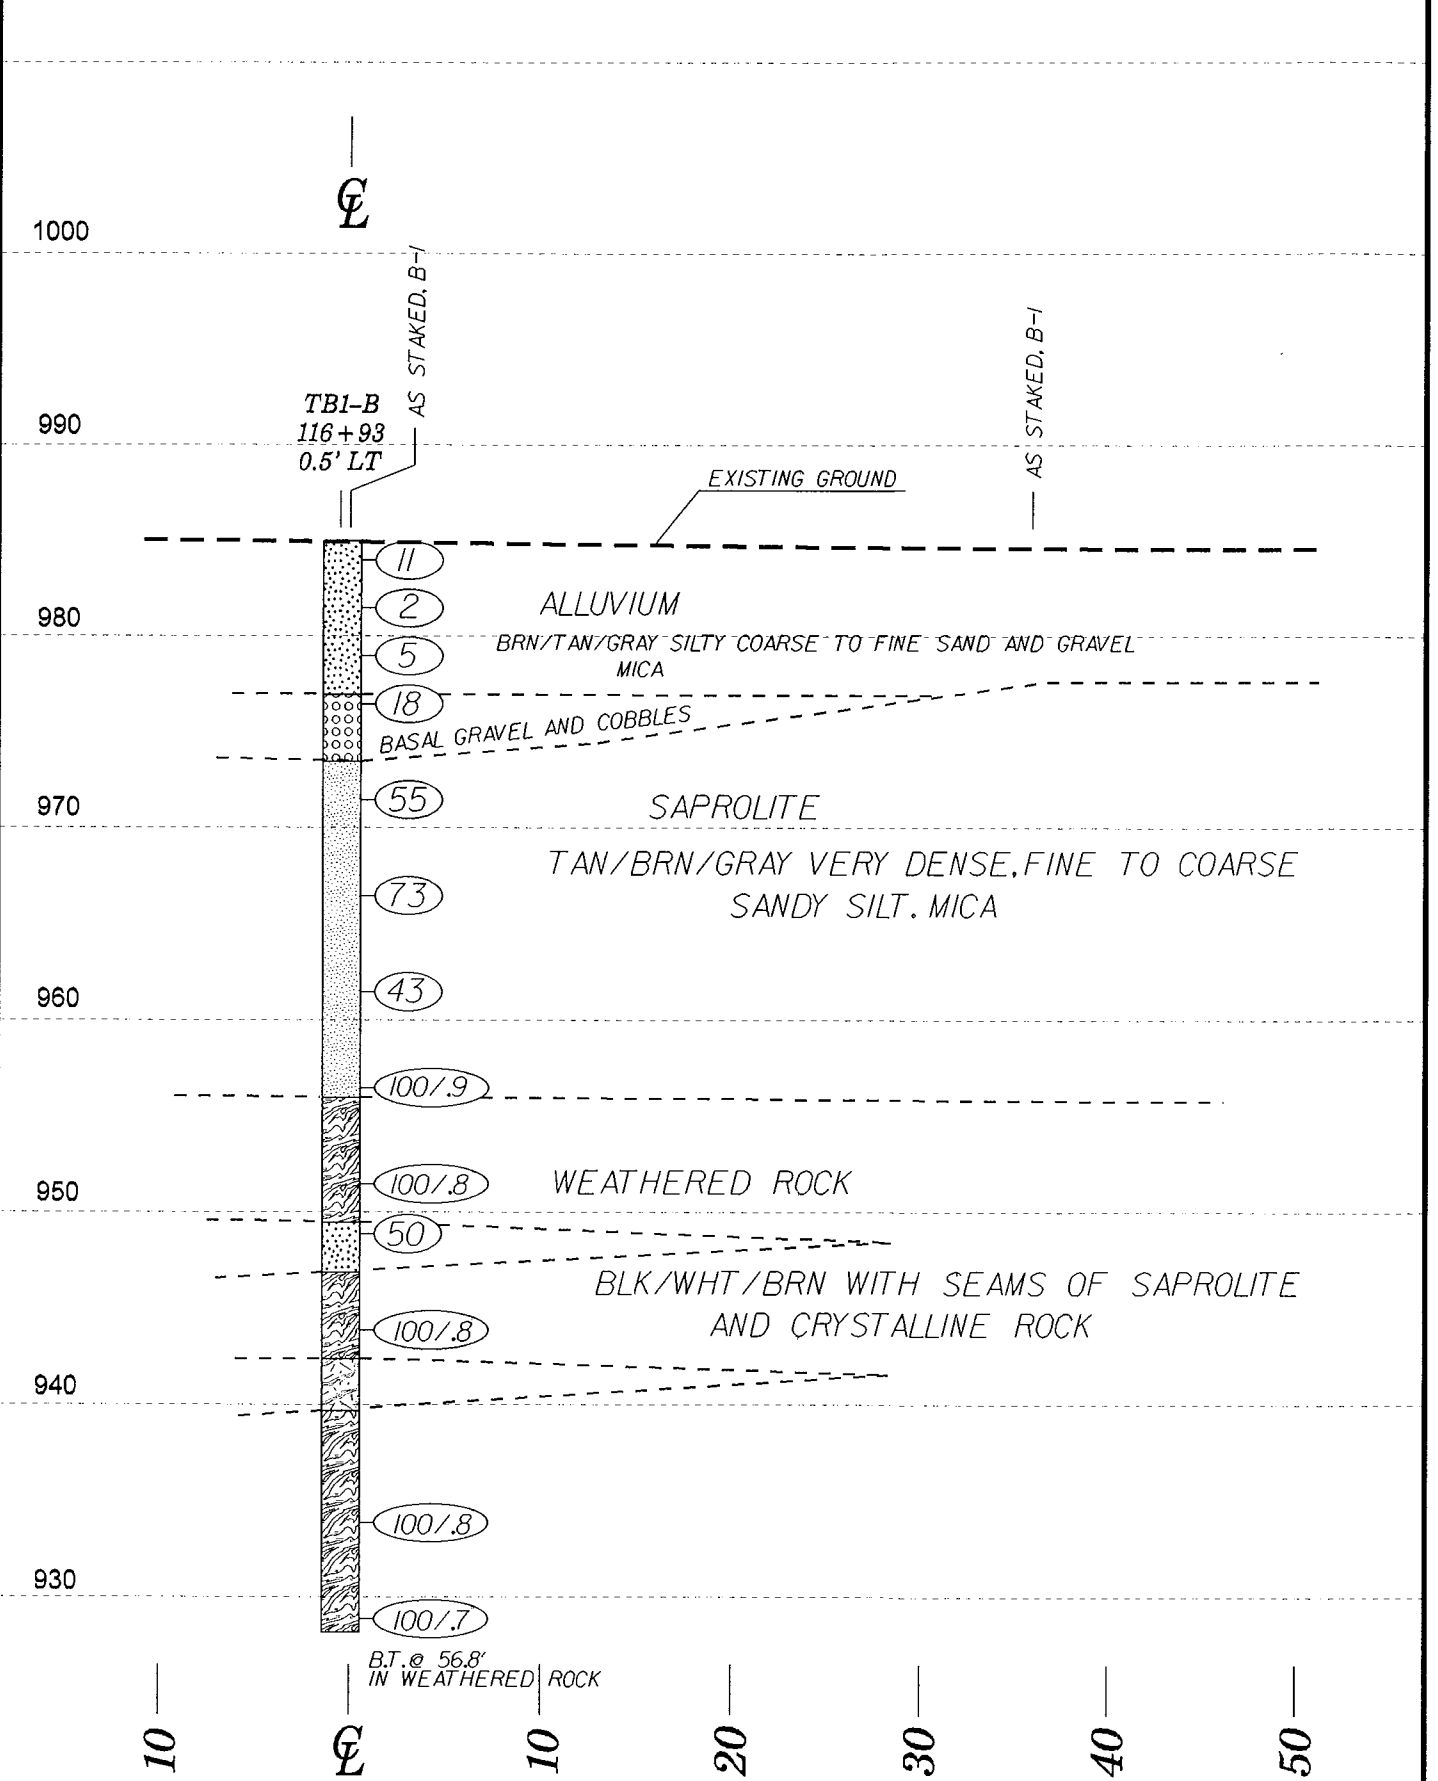 ℄
1000
AS STAKED, B-1
AS STAKED, B-1
TB1-B
116+93
0.5' LT
990
EXISTING GROUND
11
2
ALLUVIUM
980
BRN/TAN/GRAY SILTY COARSE TO FINE SAND AND GRAVEL
5
MICA
18
BASAL GRAVEL AND COBBLES
55
970
SAPROLITE
TAN/BRN/GRAY VERY DENSE, FINE TO COARSE
73
SANDY SILT. MICA
43
960
100/.9
100/.8
WEATHERED ROCK
950
50
BLK/WHT/BRN WITH SEAMS OF SAPROLITE
AND CRYSTALLINE ROCK
100/.8
940
100/.8
930
100/.7
B.T. @ 56.8'
IN WEATHERED ROCK
10
℄
10
20
30
40
50